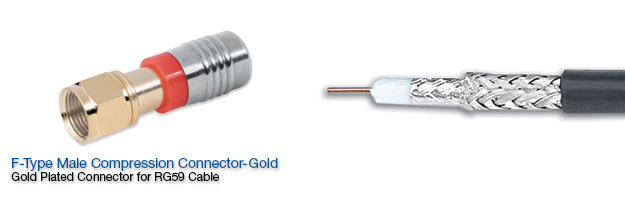 F-Type Male Compression Connector-Gold
Gold Plated Connector for RG59 Cable